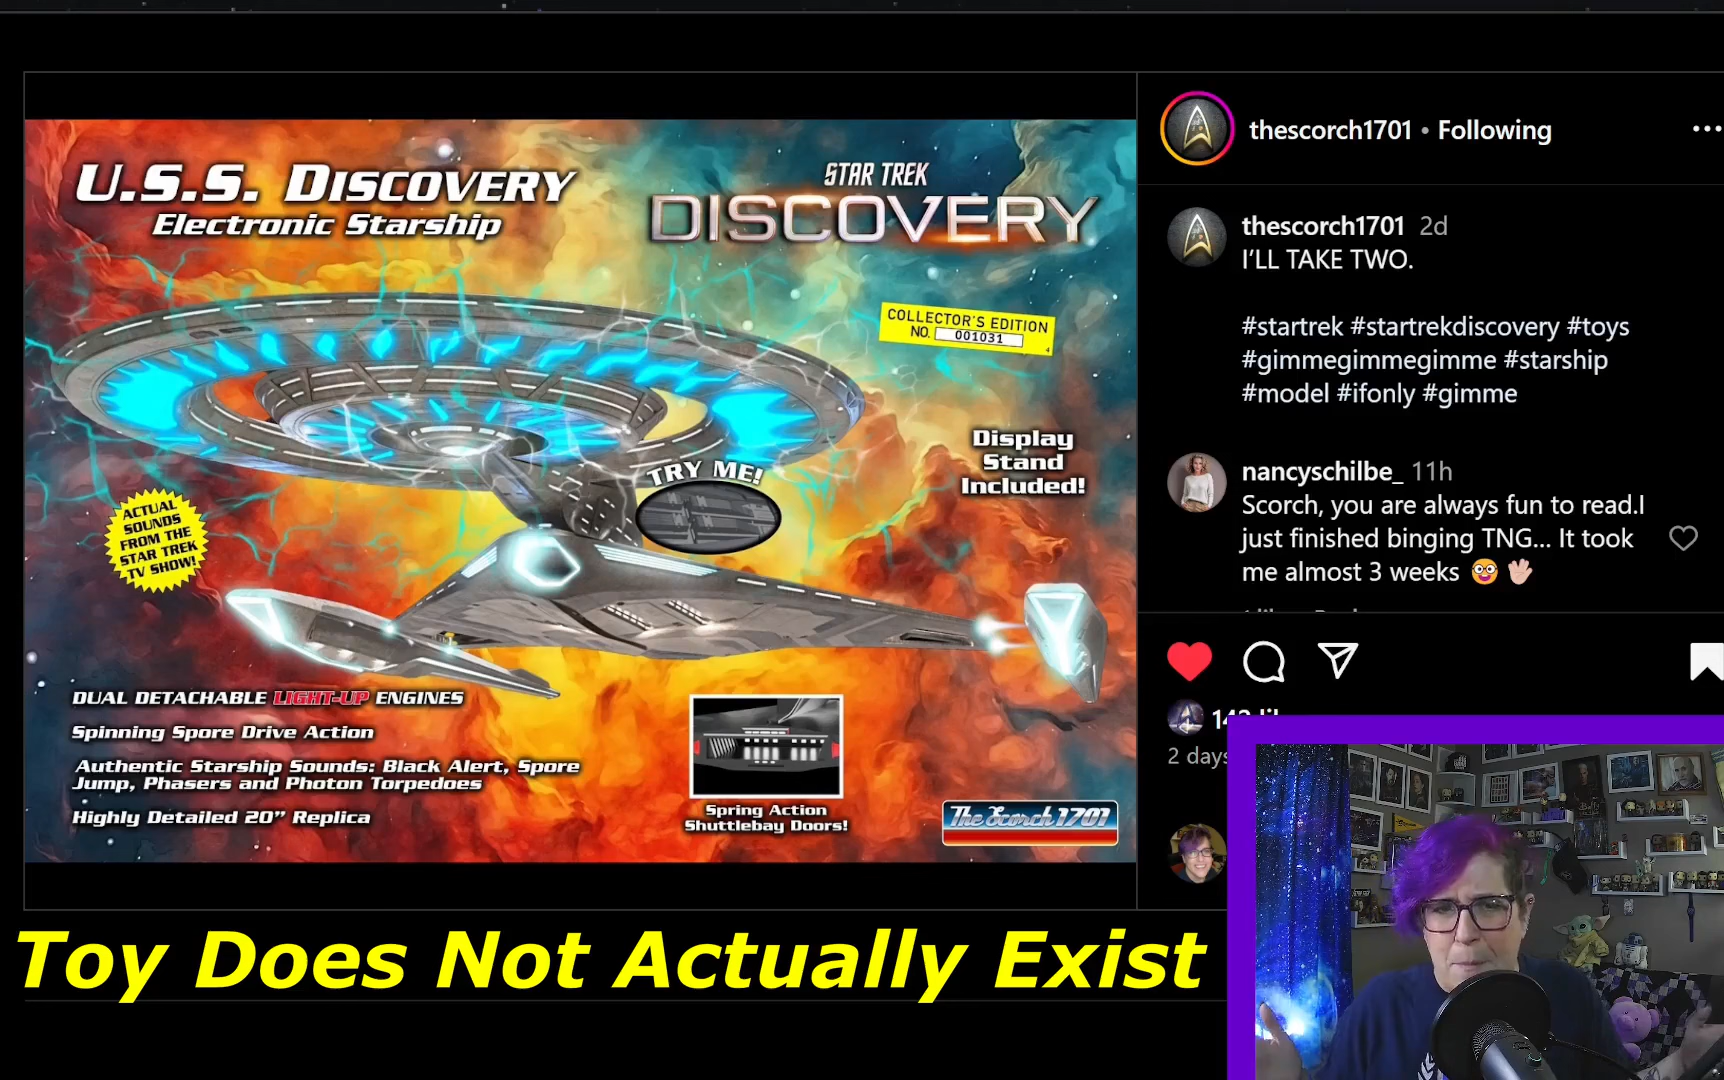 U.S.S. DISCOVERY
Electronic Starship
STAR TREK
DISCOVERY
COLLECTOR'S EDITION
NO. 001031
Display
Stand
Included!
TRY ME!
ACTUAL
SOUNDS
FROM THE
STAR TREK
TV SHOW!
DUAL DETACHABLE LIGHT-UP ENGINES
Spinning Spore Drive Action
Authentic Starship Sounds: Black Alert, Spore
Jump, Phasers and Photon Torpedoes
Highly Detailed 20" Replica
Spring Action
Shuttlebay Doors!
The Scorch 1701
thescorch1701 • Following
thescorch1701 2d
I'LL TAKE TWO.
#startrek #startrekdiscovery #toys
#gimmegimmegimme #starship
#model #ifonly #gimme
nancyschilbe_ 11h
Scorch, you are always fun to read.I
just finished binging TNG... It took
me almost 3 weeks 🤓 🖖🏻
2 days
Toy Does Not Actually Exist